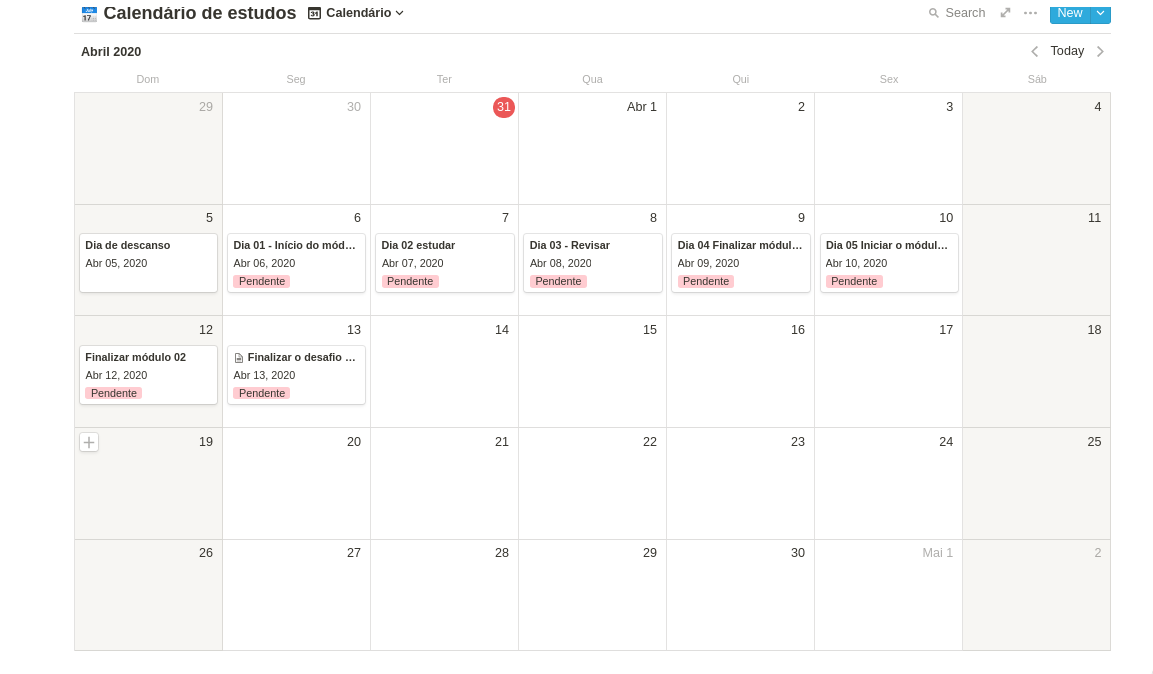 Calendário de estudos Calendário
Search New
Abril 2020 Today
Dom Seg Ter Qua Qui Sex Sáb
29 30 31 Abr 1 2 3 4
5 6 7 8 9 10 11
Dia de descanso Dia 01 - Início do mód... Dia 02 estudar Dia 03 - Revisar Dia 04 Finalizar módul... Dia 05 Iniciar o módul...
Abr 05, 2020 Abr 06, 2020 Abr 07, 2020 Abr 08, 2020 Abr 09, 2020 Abr 10, 2020
Pendente Pendente Pendente Pendente Pendente
12 13 14 15 16 17 18
Finalizar módulo 02 Finalizar o desafio ...
Abr 12, 2020 Abr 13, 2020
Pendente Pendente
19 20 21 22 23 24 25
26 27 28 29 30 Mai 1 2